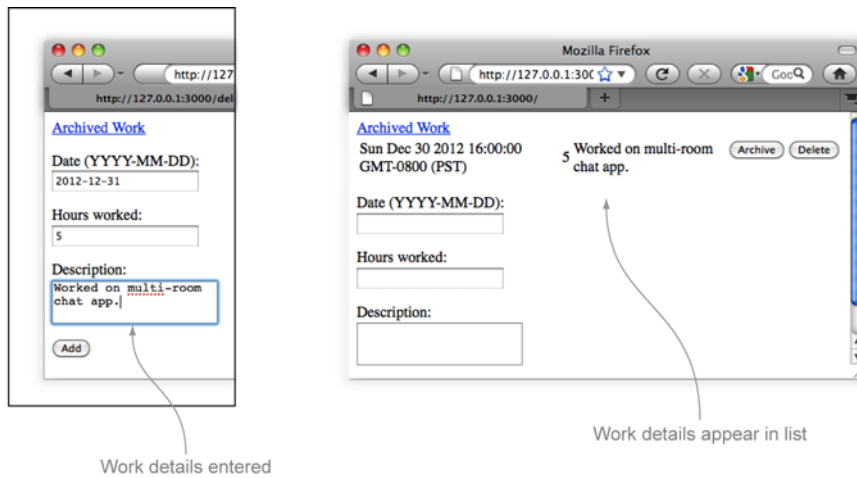 http://127
http://127.0.0.1:3000/del
Archived Work
Date (YYYY-MM-DD):
2012-12-31
Hours worked:
5
Description:
Worked on multi-room
chat app.
Add
Work details entered
Mozilla Firefox
http://127.0.0.1:300
Goo
http://127.0.0.1:3000/
+
Archived Work
Sun Dec 30 2012 16:00:00
GMT-0800 (PST)
5 Worked on multi-room
chat app.
Archive
Delete
Date (YYYY-MM-DD):
Hours worked:
Description:
Work details appear in list